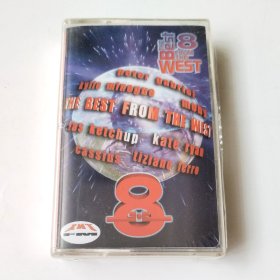 the BEST 8
from the
WEST
peter gabriel
kylie minogue moby
THE BEST FROM THE WEST
las ketchup kate ryan
cassius tiziano ferro
8